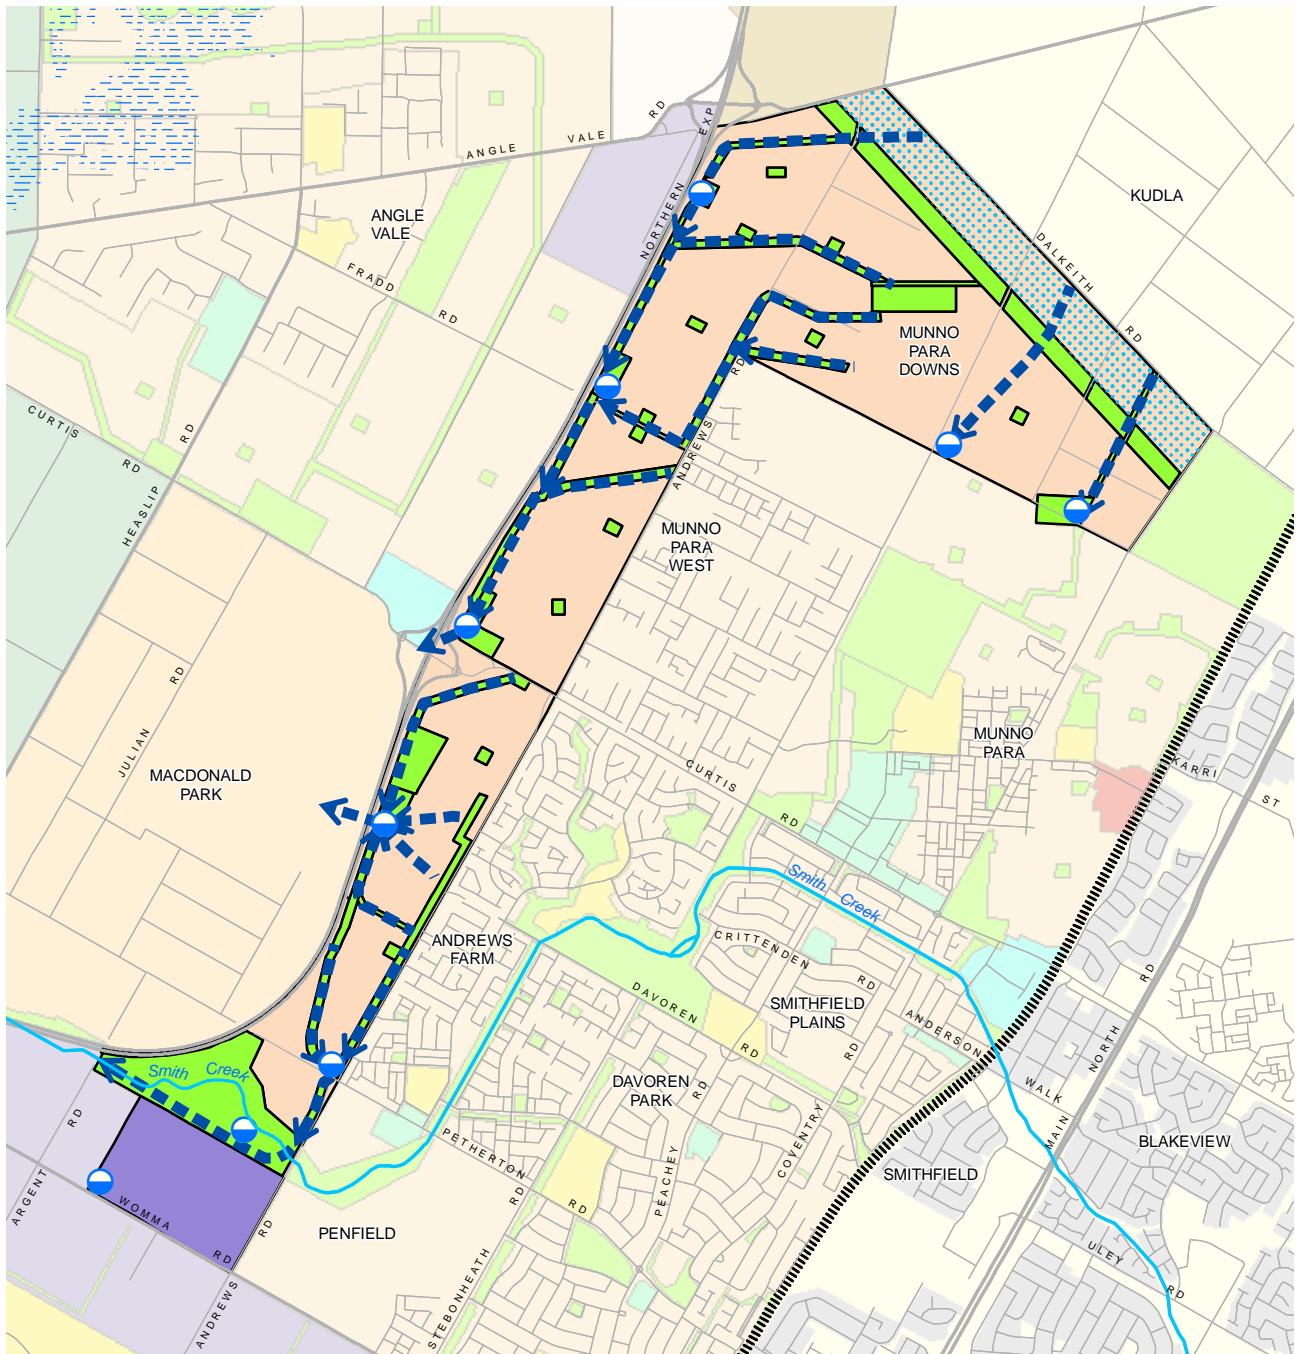 RD
EXP
ANGLE
VALE
KUDLA
NORTHERN
ANGLE
VALE
DALKEITH
FRADD
RD
RD
MUNNO
PARA
DOWNS
RD
CURTIS
RD
RD
ANDREWS
HEASLIP
MUNNO
PARA
WEST
RD
JULIAN
MUNNO
PARA
MACDONALD
PARK
CURTIS
RD
KARRI
ST
Smith
Creek
ANDREWS
FARM
CRITTENDEN
RD
RD
DAVOREN
RD
SMITHFIELD
PLAINS
RD
ANDERSON
WALK
NORTH
MAIN
Smith
Creek
DAVOREN
PARK
RD
RD
COVENTRY
BLAKEVIEW
PETHERTON
RD
PEACHEY
RD
SMITHFIELD
ARGENT
WOMMA
RD
RD
PENFIELD
ULEY
RD
ANDREWS
STEBONHEATH